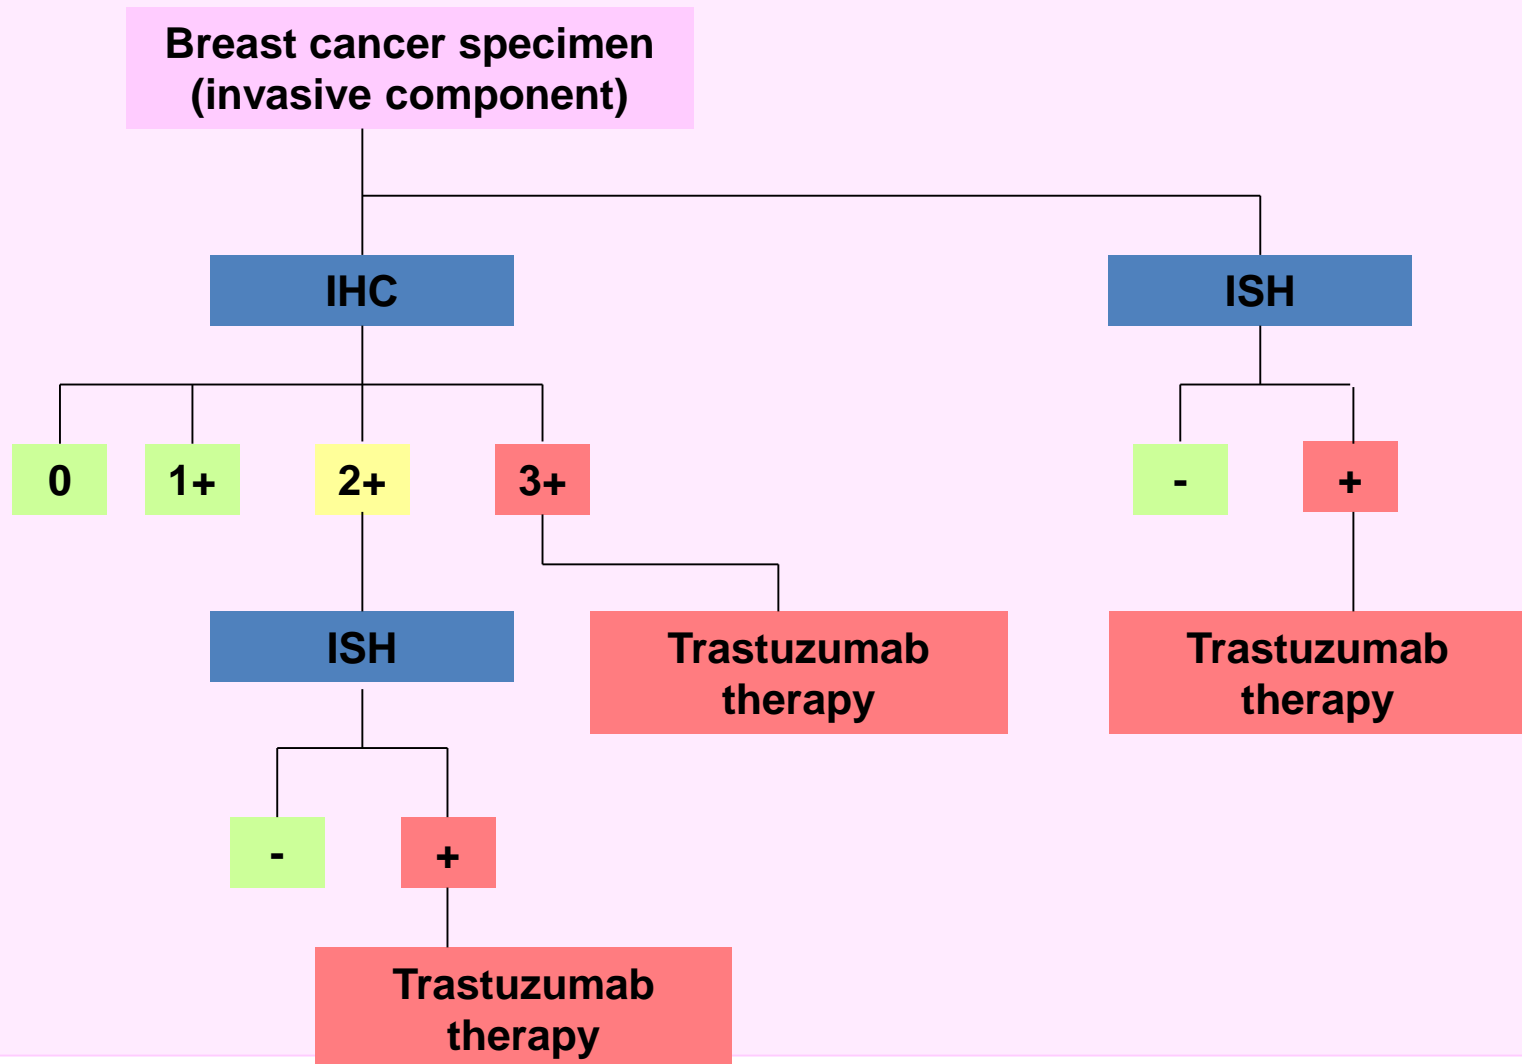 Breast cancer specimen
(invasive component)
IHC
ISH
0
1+
2+
3+
-
+
ISH
Trastuzumab
therapy
Trastuzumab
therapy
-
+
Trastuzumab
therapy